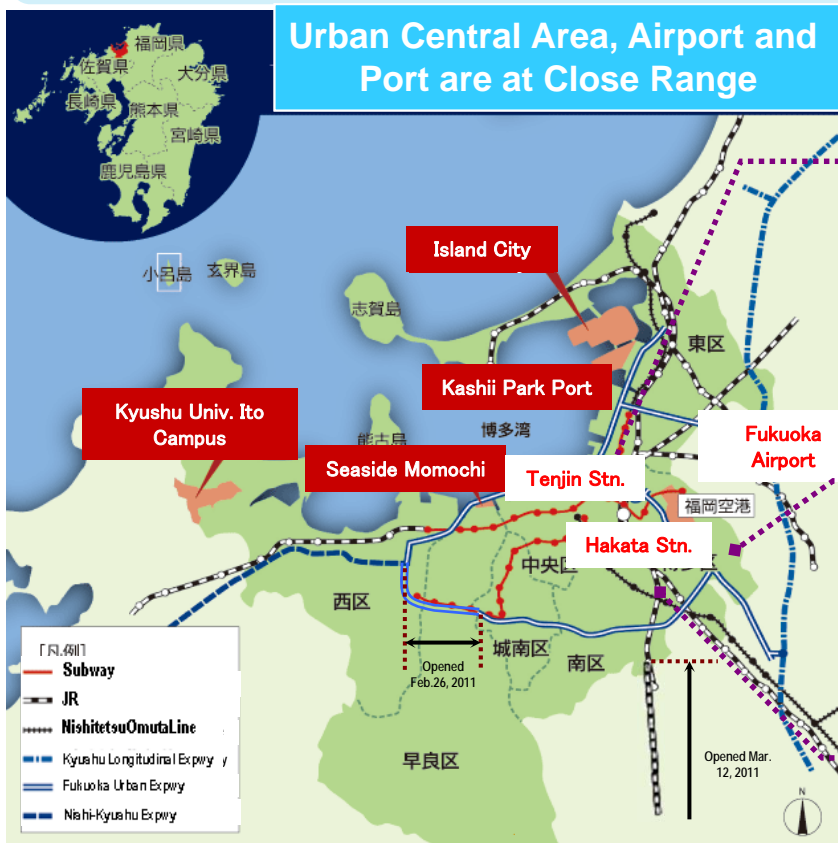 Urban Central Area, Airport and
Port are at Close Range
福岡県
佐賀県
大分県
長崎県
熊本県
宮崎県
鹿児島県
小呂島
玄界島
志賀島
Island City
東区
Kashii Park Port
Kyushu Univ. Ito
Campus
能古島
博多湾
Fukuoka
Airport
Seaside Momochi
Tenjin Stn.
福岡空港
Hakata Stn.
中央区
西区
城南区
南区
Opened
Feb.26, 2011
早良区
Opened Mar.
12, 2011
[凡例]
Subway
JR
NishitetsuOmutaLine
Kyushu Longitudinal Expwy y
Fukuoka Urban Expwy
Nishi-Kyuahu Expwy
N